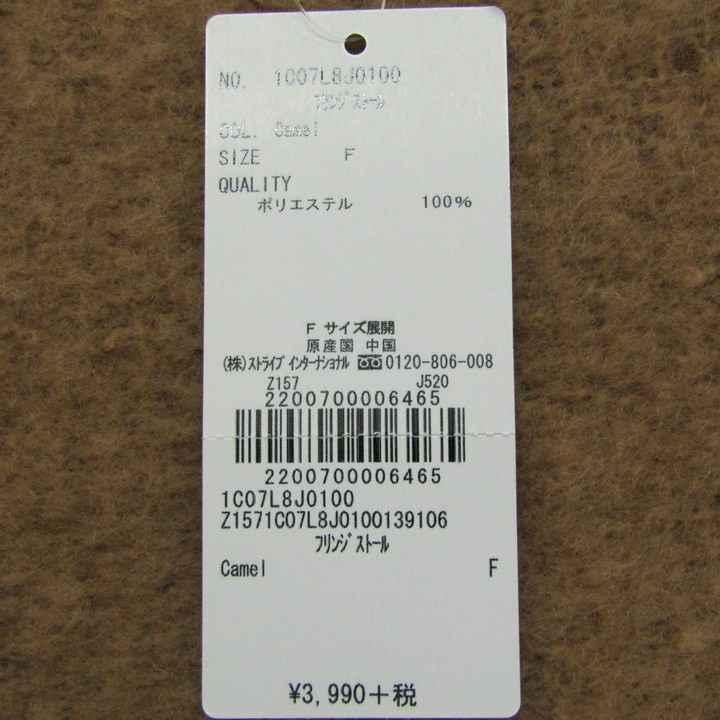 NO. 1C07L8J0100
フリンジストール
COL. Camel
SIZE F
QUALITY
ポリエステル 100%
F サイズ展開
原産国 中国
(株)ストライプインターナショナル 0120-806-008
Z157 J520
2200700006465
2200700006465
1C07L8J0100
Z1571C07L8J0100139106
フリンジストール
Camel F
¥3,990+税